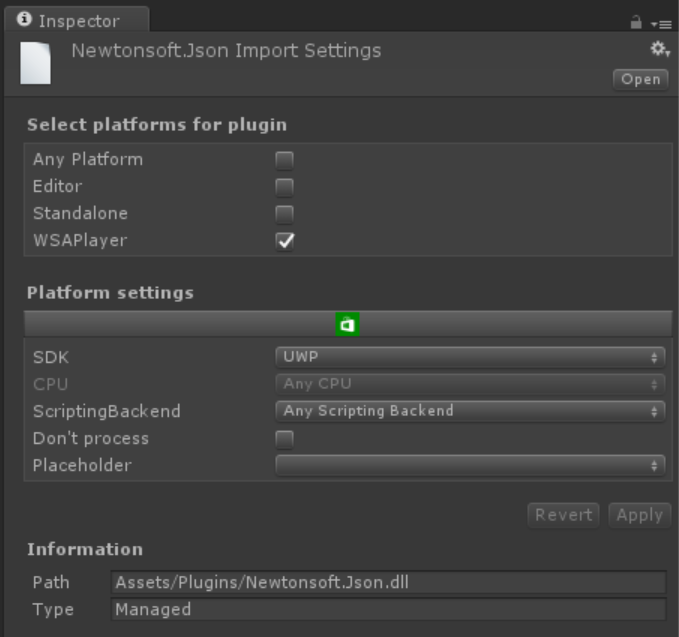 Inspector
Newtonsoft.Json Import Settings
Open
Select platforms for plugin
Any Platform
Editor
Standalone
WSAPlayer
Platform settings
SDK UWP
CPU Any CPU
ScriptingBackend Any Scripting Backend
Don't process
Placeholder
Revert Apply
Information
Path Assets/Plugins/Newtonsoft.Json.dll
Type Managed